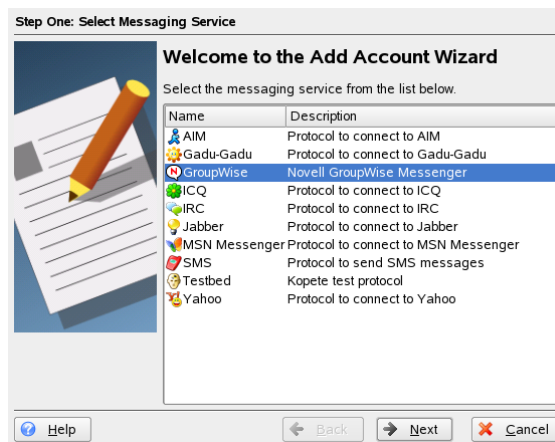 Step One: Select Messaging Service
Welcome to the Add Account Wizard
Select the messaging service from the list below.
Name Description
AIM Protocol to connect to AIM
Gadu-Gadu Protocol to connect to Gadu-Gadu
GroupWise Novell GroupWise Messenger
ICQ Protocol to connect to ICQ
IRC Protocol to connect to IRC
Jabber Protocol to connect to Jabber
MSN Messenger Protocol to connect to MSN Messenger
SMS Protocol to send SMS messages
Testbed Kopete test protocol
Yahoo Protocol to connect to Yahoo
Help Back Next Cancel